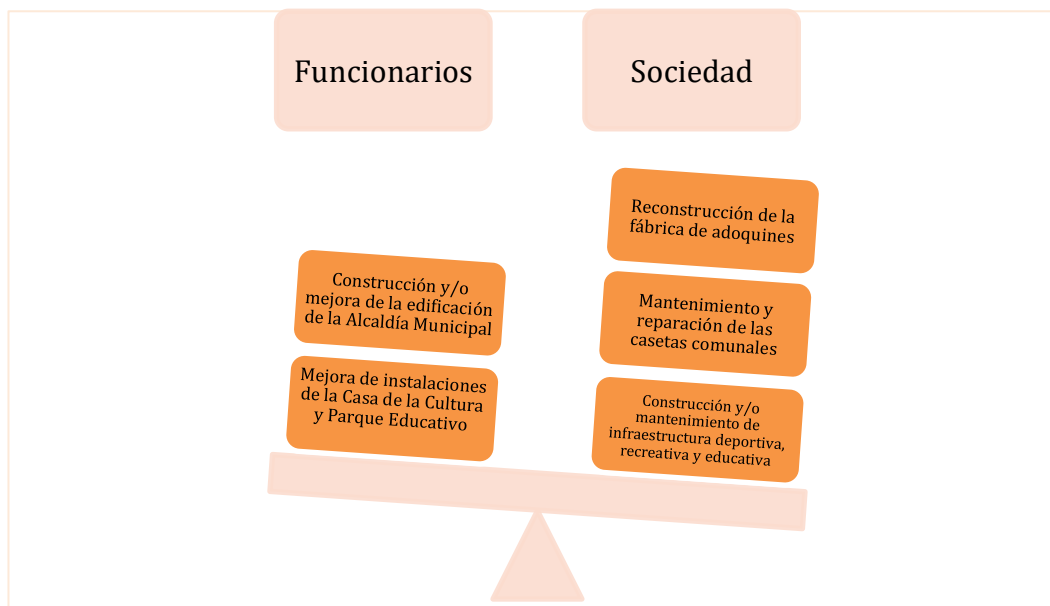 Funcionarios
Sociedad
Construcción y/o
mejora de la edificación
de la Alcaldía Municipal
Mejora de instalaciones
de la Casa de la Cultura
y Parque Educativo
Reconstrucción de la
fábrica de adoquines
Mantenimiento y
reparación de las
casetas comunales
Construcción y/o
mantenimiento de
infraestructura deportiva,
recreativa y educativa